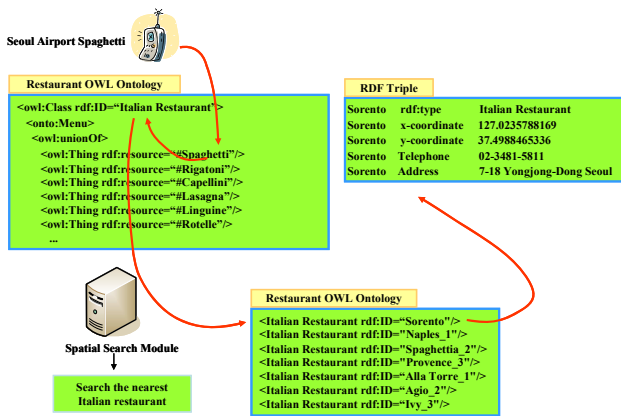 Seoul Airport Spaghetti
Restaurant OWL Ontology
<owl:Class rdf:ID=“Italian Restaurant”>
<onto:Menu>
<owl:unionOf>
<owl:Thing rdf:resource=“#Spaghetti”/>
<owl:Thing rdf:resource=“#Rigatoni”/>
<owl:Thing rdf:resource=“#Capellini”/>
<owl:Thing rdf:resource=“#Lasagna”/>
<owl:Thing rdf:resource=“#Linguine”/>
<owl:Thing rdf:resource=“#Rotelle”/>
...
RDF Triple
Sorento rdf:type Italian Restaurant
Sorento x-coordinate 127.0235788169
Sorento y-coordinate 37.4988465336
Sorento Telephone 02-3481-5811
Sorento Address 7-18 Yongjong-Dong Seoul
Spatial Search Module
Search the nearest
Italian restaurant
Restaurant OWL Ontology
<Italian Restaurant rdf:ID=“Sorento”/>
<Italian Restaurant rdf:ID="Naples_1"/>
<Italian Restaurant rdf:ID="Spaghettia_2"/>
<Italian Restaurant rdf:ID="Provence_3"/>
<Italian Restaurant rdf:ID=“Alla Torre_1"/>
<Italian Restaurant rdf:ID=“Agio_2"/>
<Italian Restaurant rdf:ID=“Ivy_3"/>